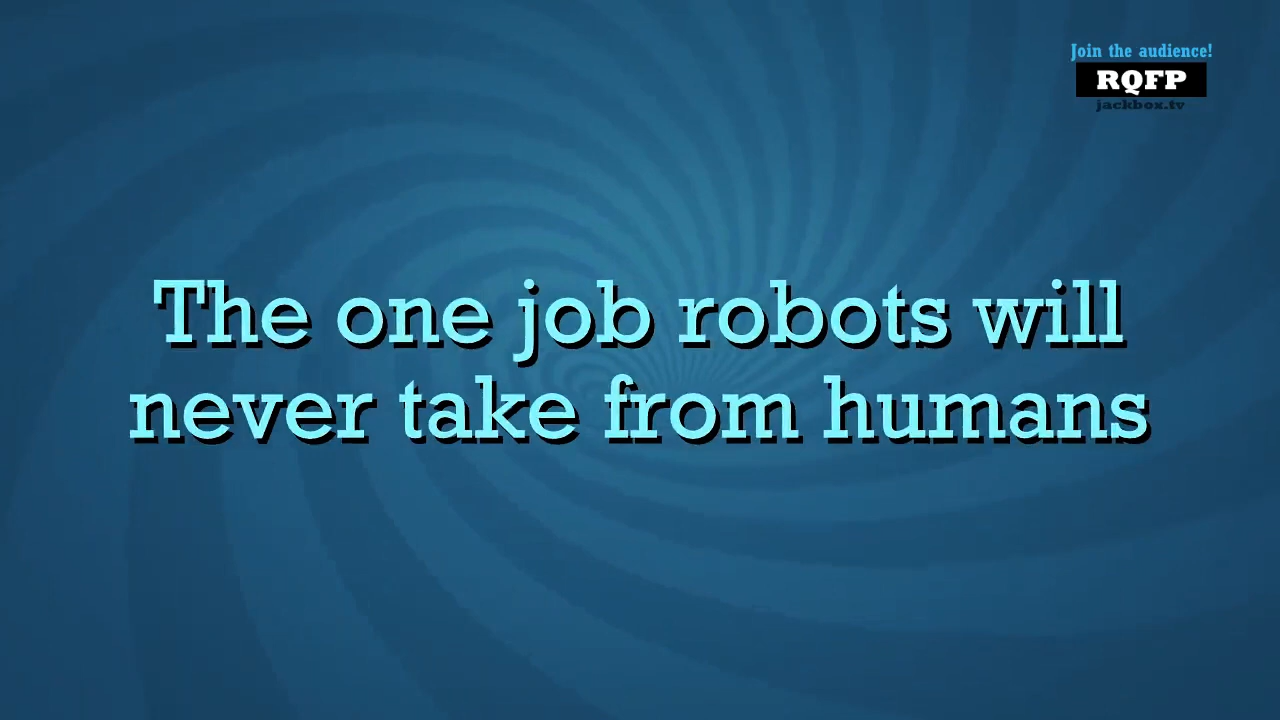 Join the audience!
RQFP
jackbox.tv
The one job robots will
never take from humans